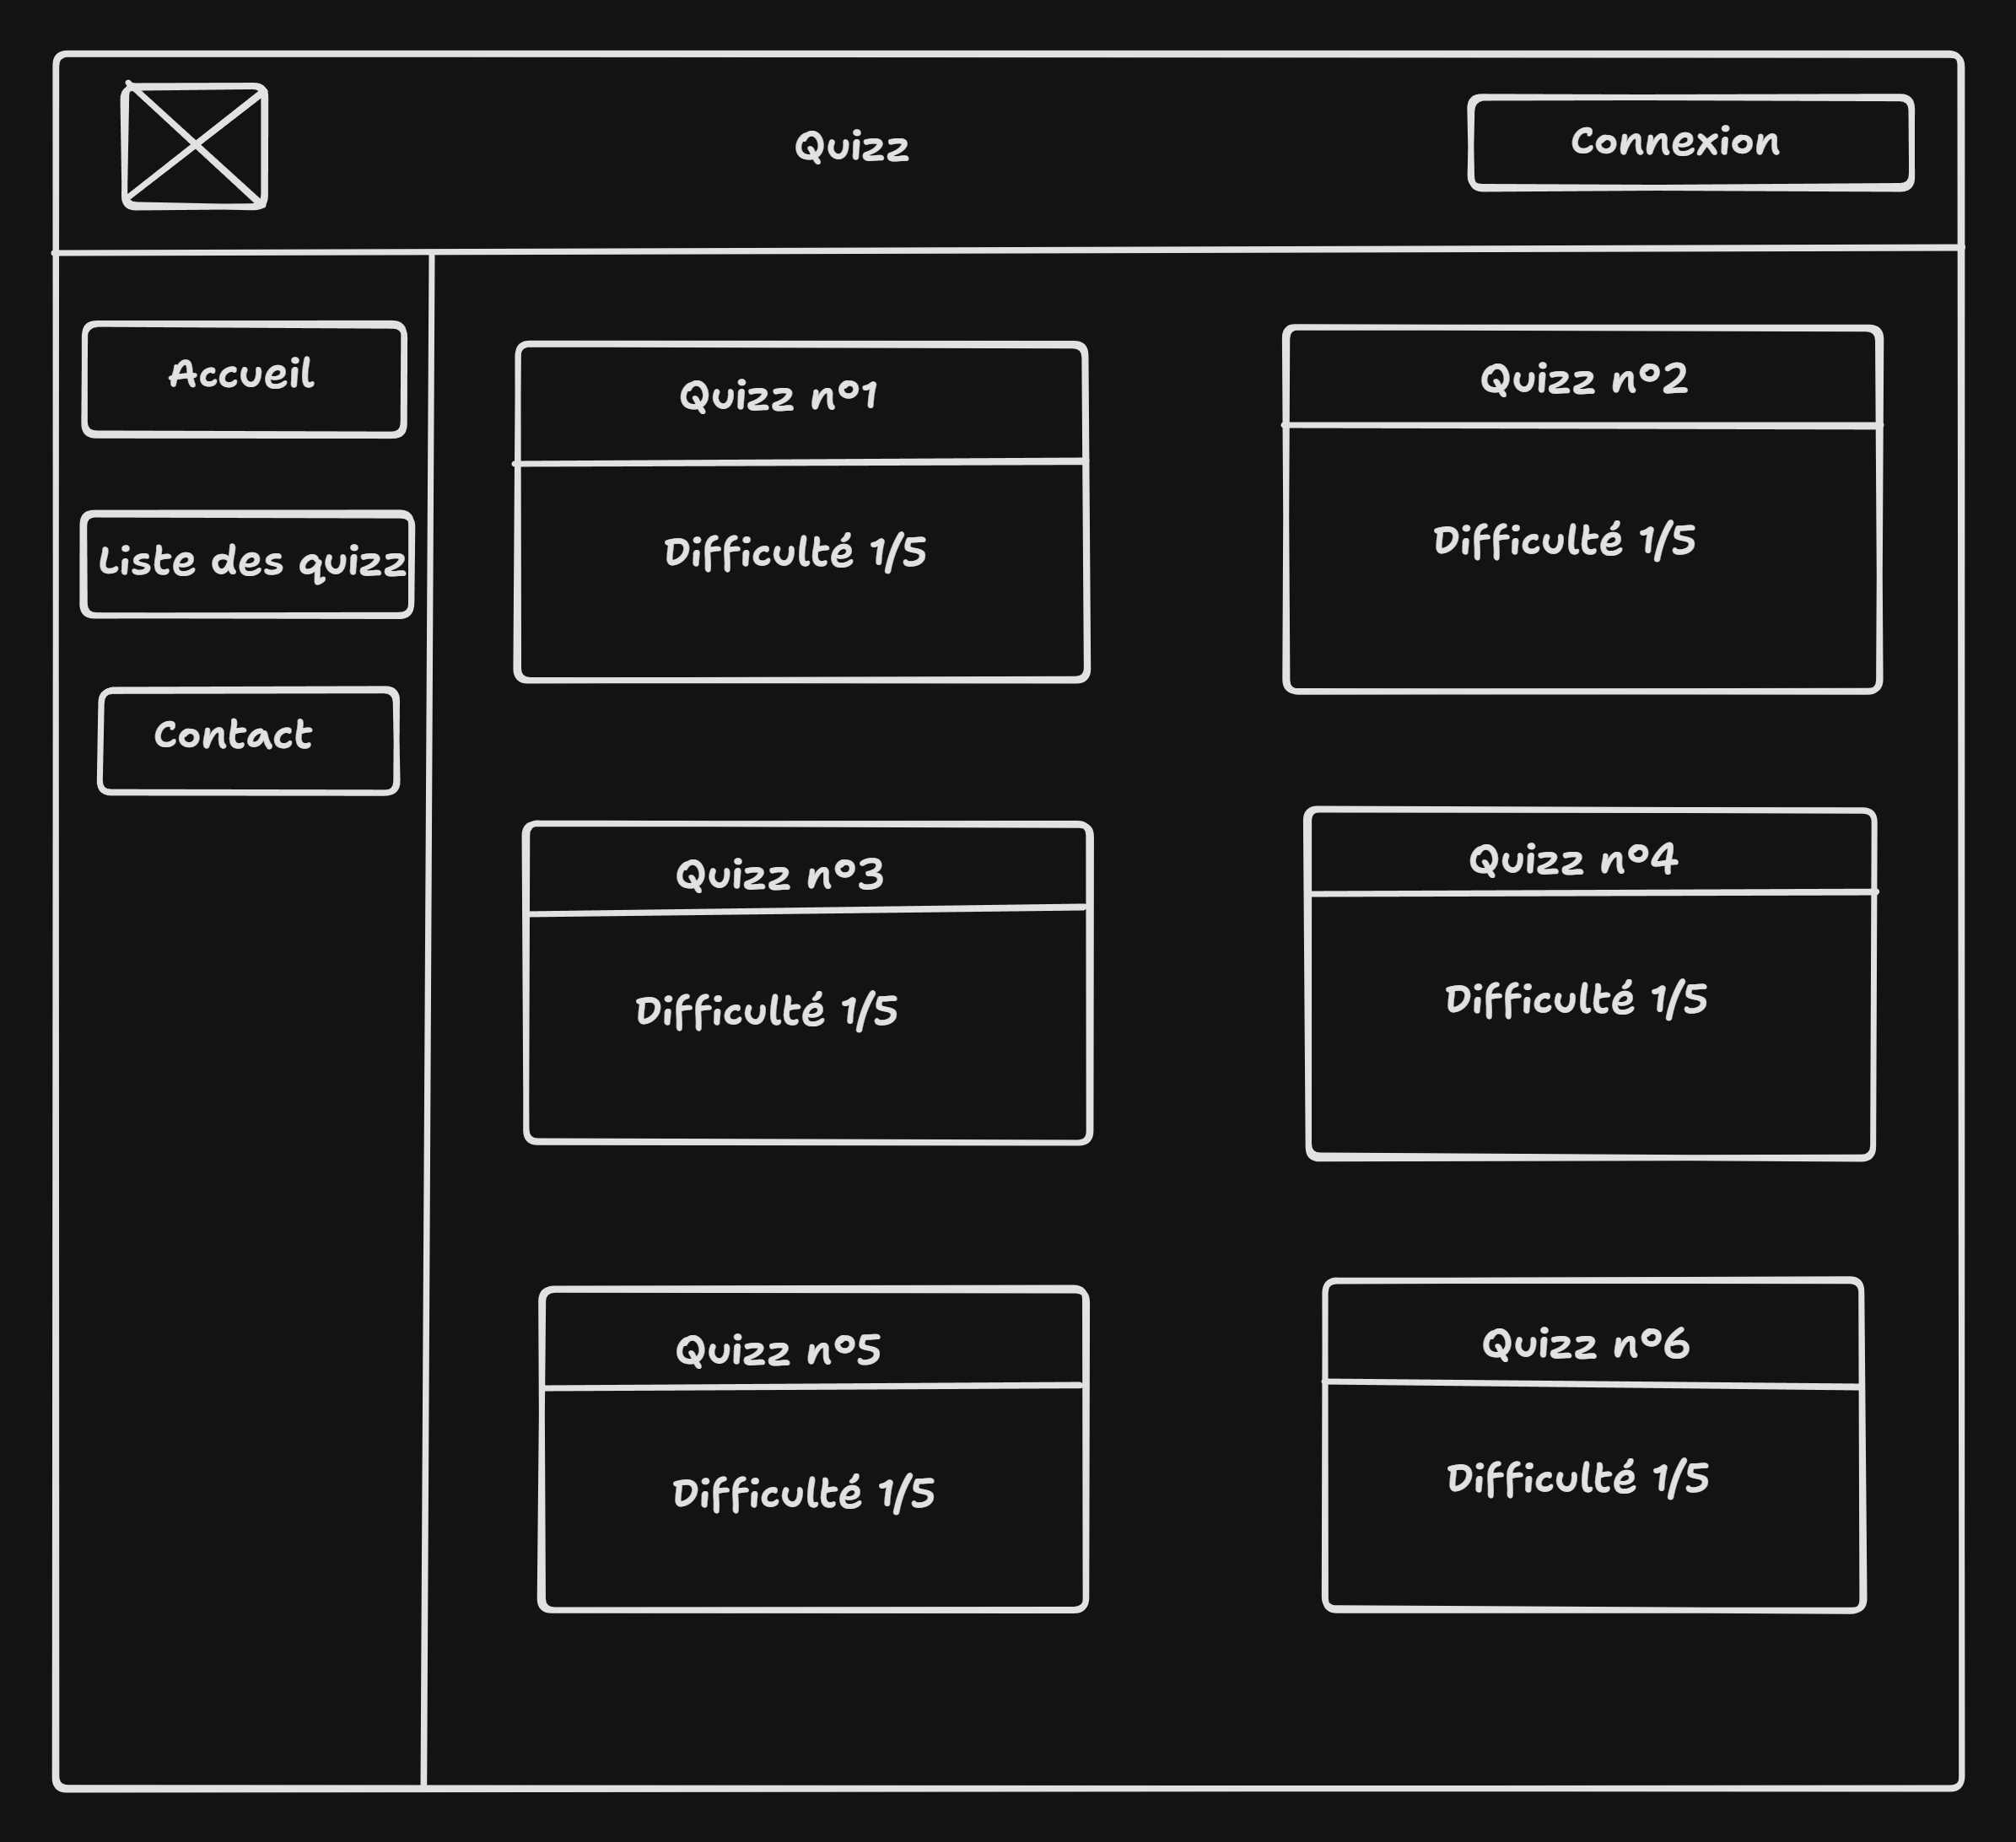 Quizz
Connexion
Accueil
Liste des quizz
Contact
Quizz n°1
Difficulté 1/5
Quizz n°2
Difficulté 1/5
Quizz n°3
Difficulté 1/5
Quizz n°4
Difficulté 1/5
Quizz n°5
Difficulté 1/5
Quizz n°6
Difficulté 1/5